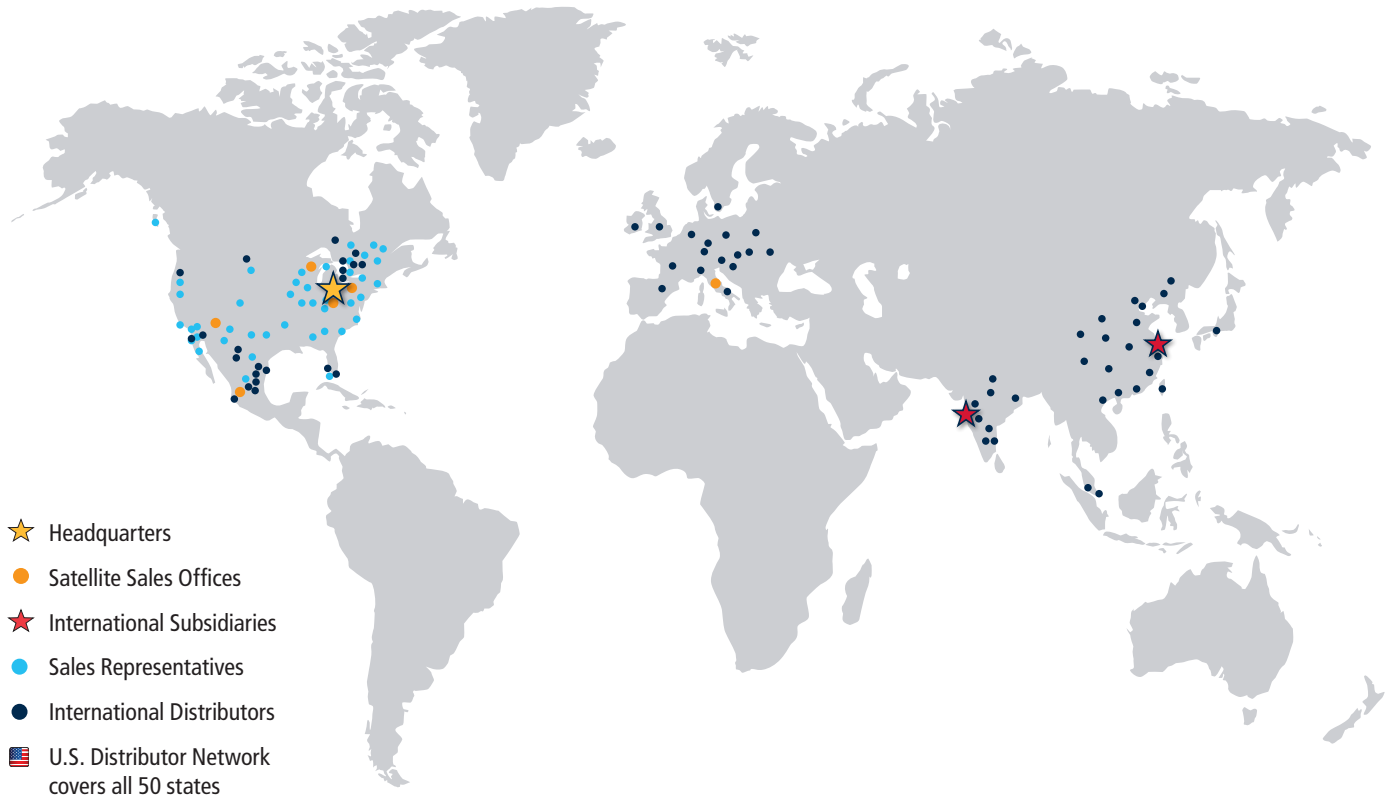 Headquarters
Satellite Sales Offices
International Subsidiaries
Sales Representatives
International Distributors
U.S. Distributor Network
covers all 50 states